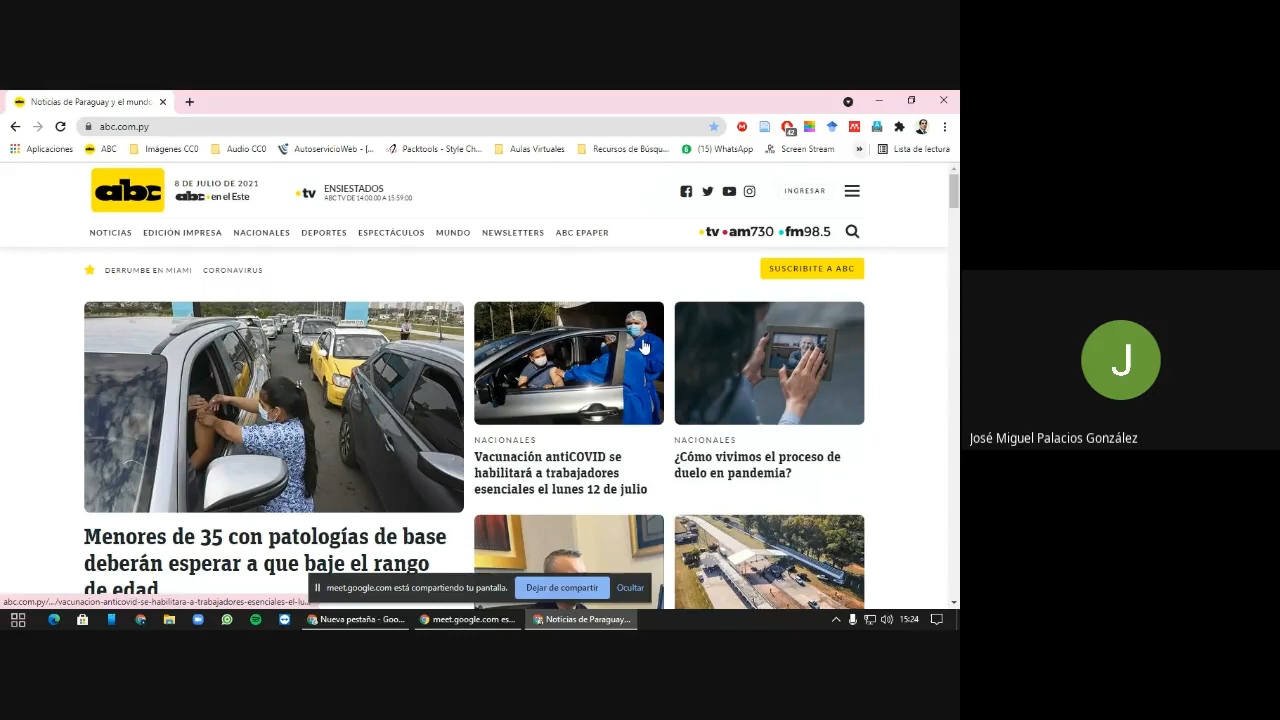 Noticias de Paraguay y el mundo
abc.com.py
42
Aplicaciones
ABC
Imágenes CC0
Audio CC0
AutoservicioWeb - [...
Packtools - Style Ch...
Aulas Virtuales
Recursos de Búsqu...
(15) WhatsApp
Screen Stream
»
Lista de lectura
abc
8 DE JULIO DE 2021
abc en el Este
tv
ENSIESTADOS
ABC TV DE 14:00:00 A 15:59:00
INGRESAR
NOTICIAS
EDICIÓN IMPRESA
NACIONALES
DEPORTES
ESPECTÁCULOS
MUNDO
NEWSLETTERS
ABC EPAPER
tv
am730
fm98.5
DERRUMBE EN MIAMI
CORONAVIRUS
SUSCRIBITE A ABC
Menores de 35 con patologías de base
deberán esperar a que baje el rango
de edad
NACIONALES
Vacunación antiCOVID se
habilitará a trabajadores
esenciales el lunes 12 de julio
NACIONALES
¿Cómo vivimos el proceso de
duelo en pandemia?
meet.google.com está compartiendo tu pantalla.
Dejar de compartir
Ocultar
abc.com.py/.../vacunacion-anticovid-se-habilitara-a-trabajadores-esenciales-el-lu...
Nueva pestaña - Goo...
meet.google.com es...
Noticias de Paraguay...
15:24
J
José Miguel Palacios González